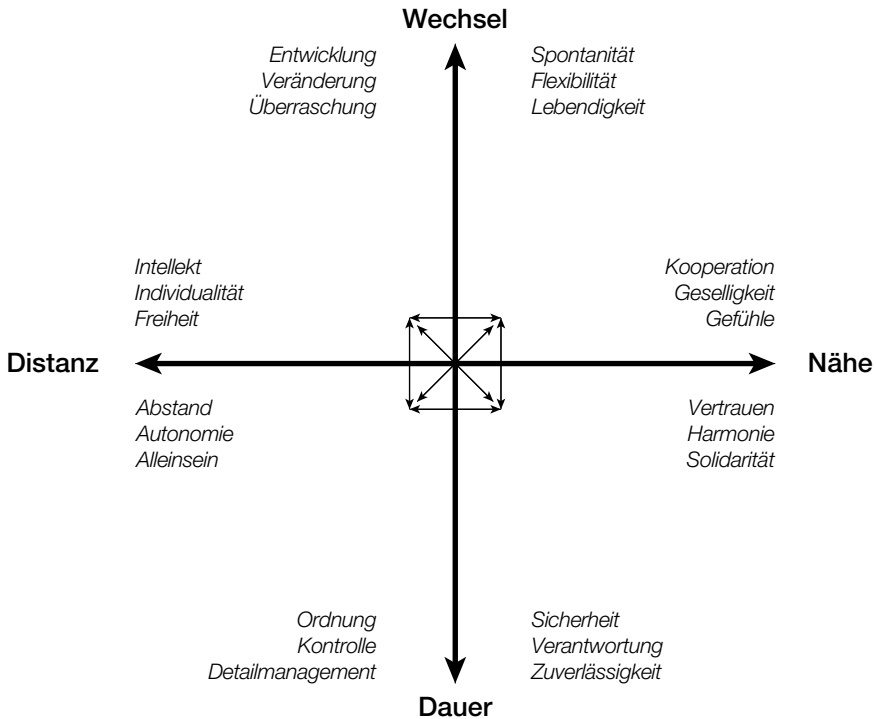 Wechsel
Entwicklung
Veränderung
Überraschung
Spontanität
Flexibilität
Lebendigkeit
Intellekt
Individualität
Freiheit
Kooperation
Geselligkeit
Gefühle
Distanz
Nähe
Abstand
Autonomie
Alleinsein
Vertrauen
Harmonie
Solidarität
Ordnung
Kontrolle
Detailmanagement
Sicherheit
Verantwortung
Zuverlässigkeit
Dauer